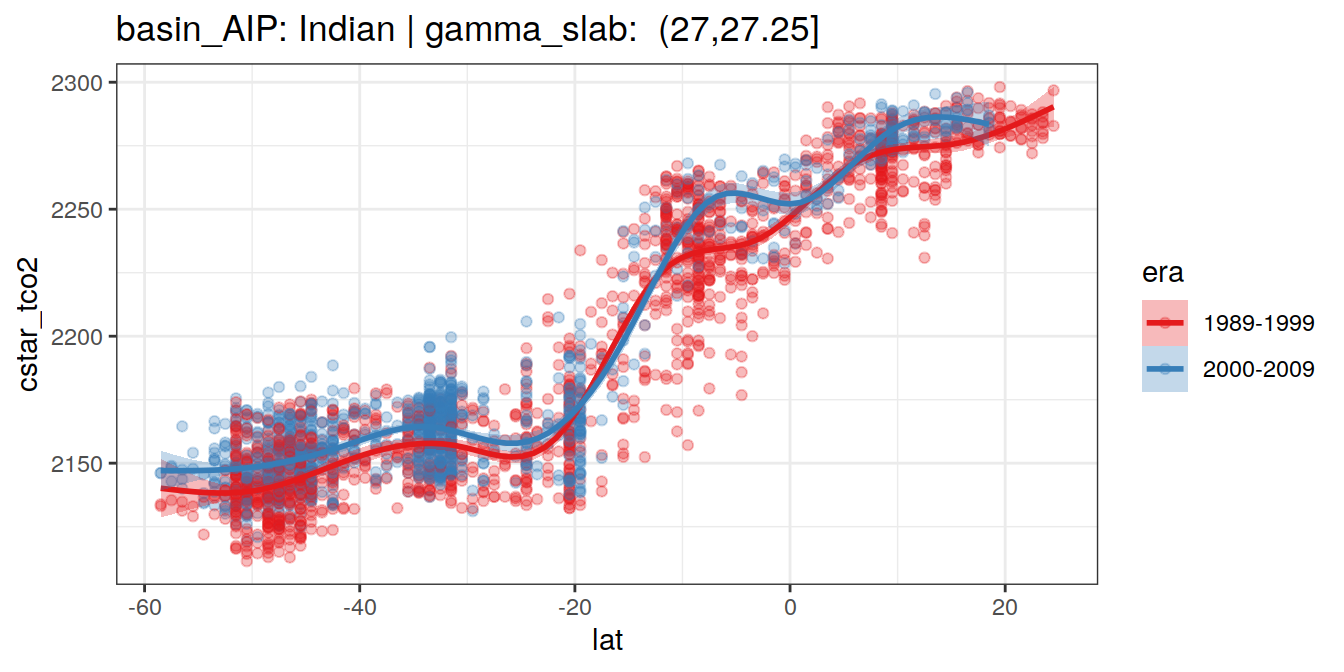 basin_AIP: Indian | gamma_slab:  (27,27.25]
2300
2250
2200
2150
cstar_tco2
-60
-40
-20
0
20
lat
era
1989-1999
2000-2009